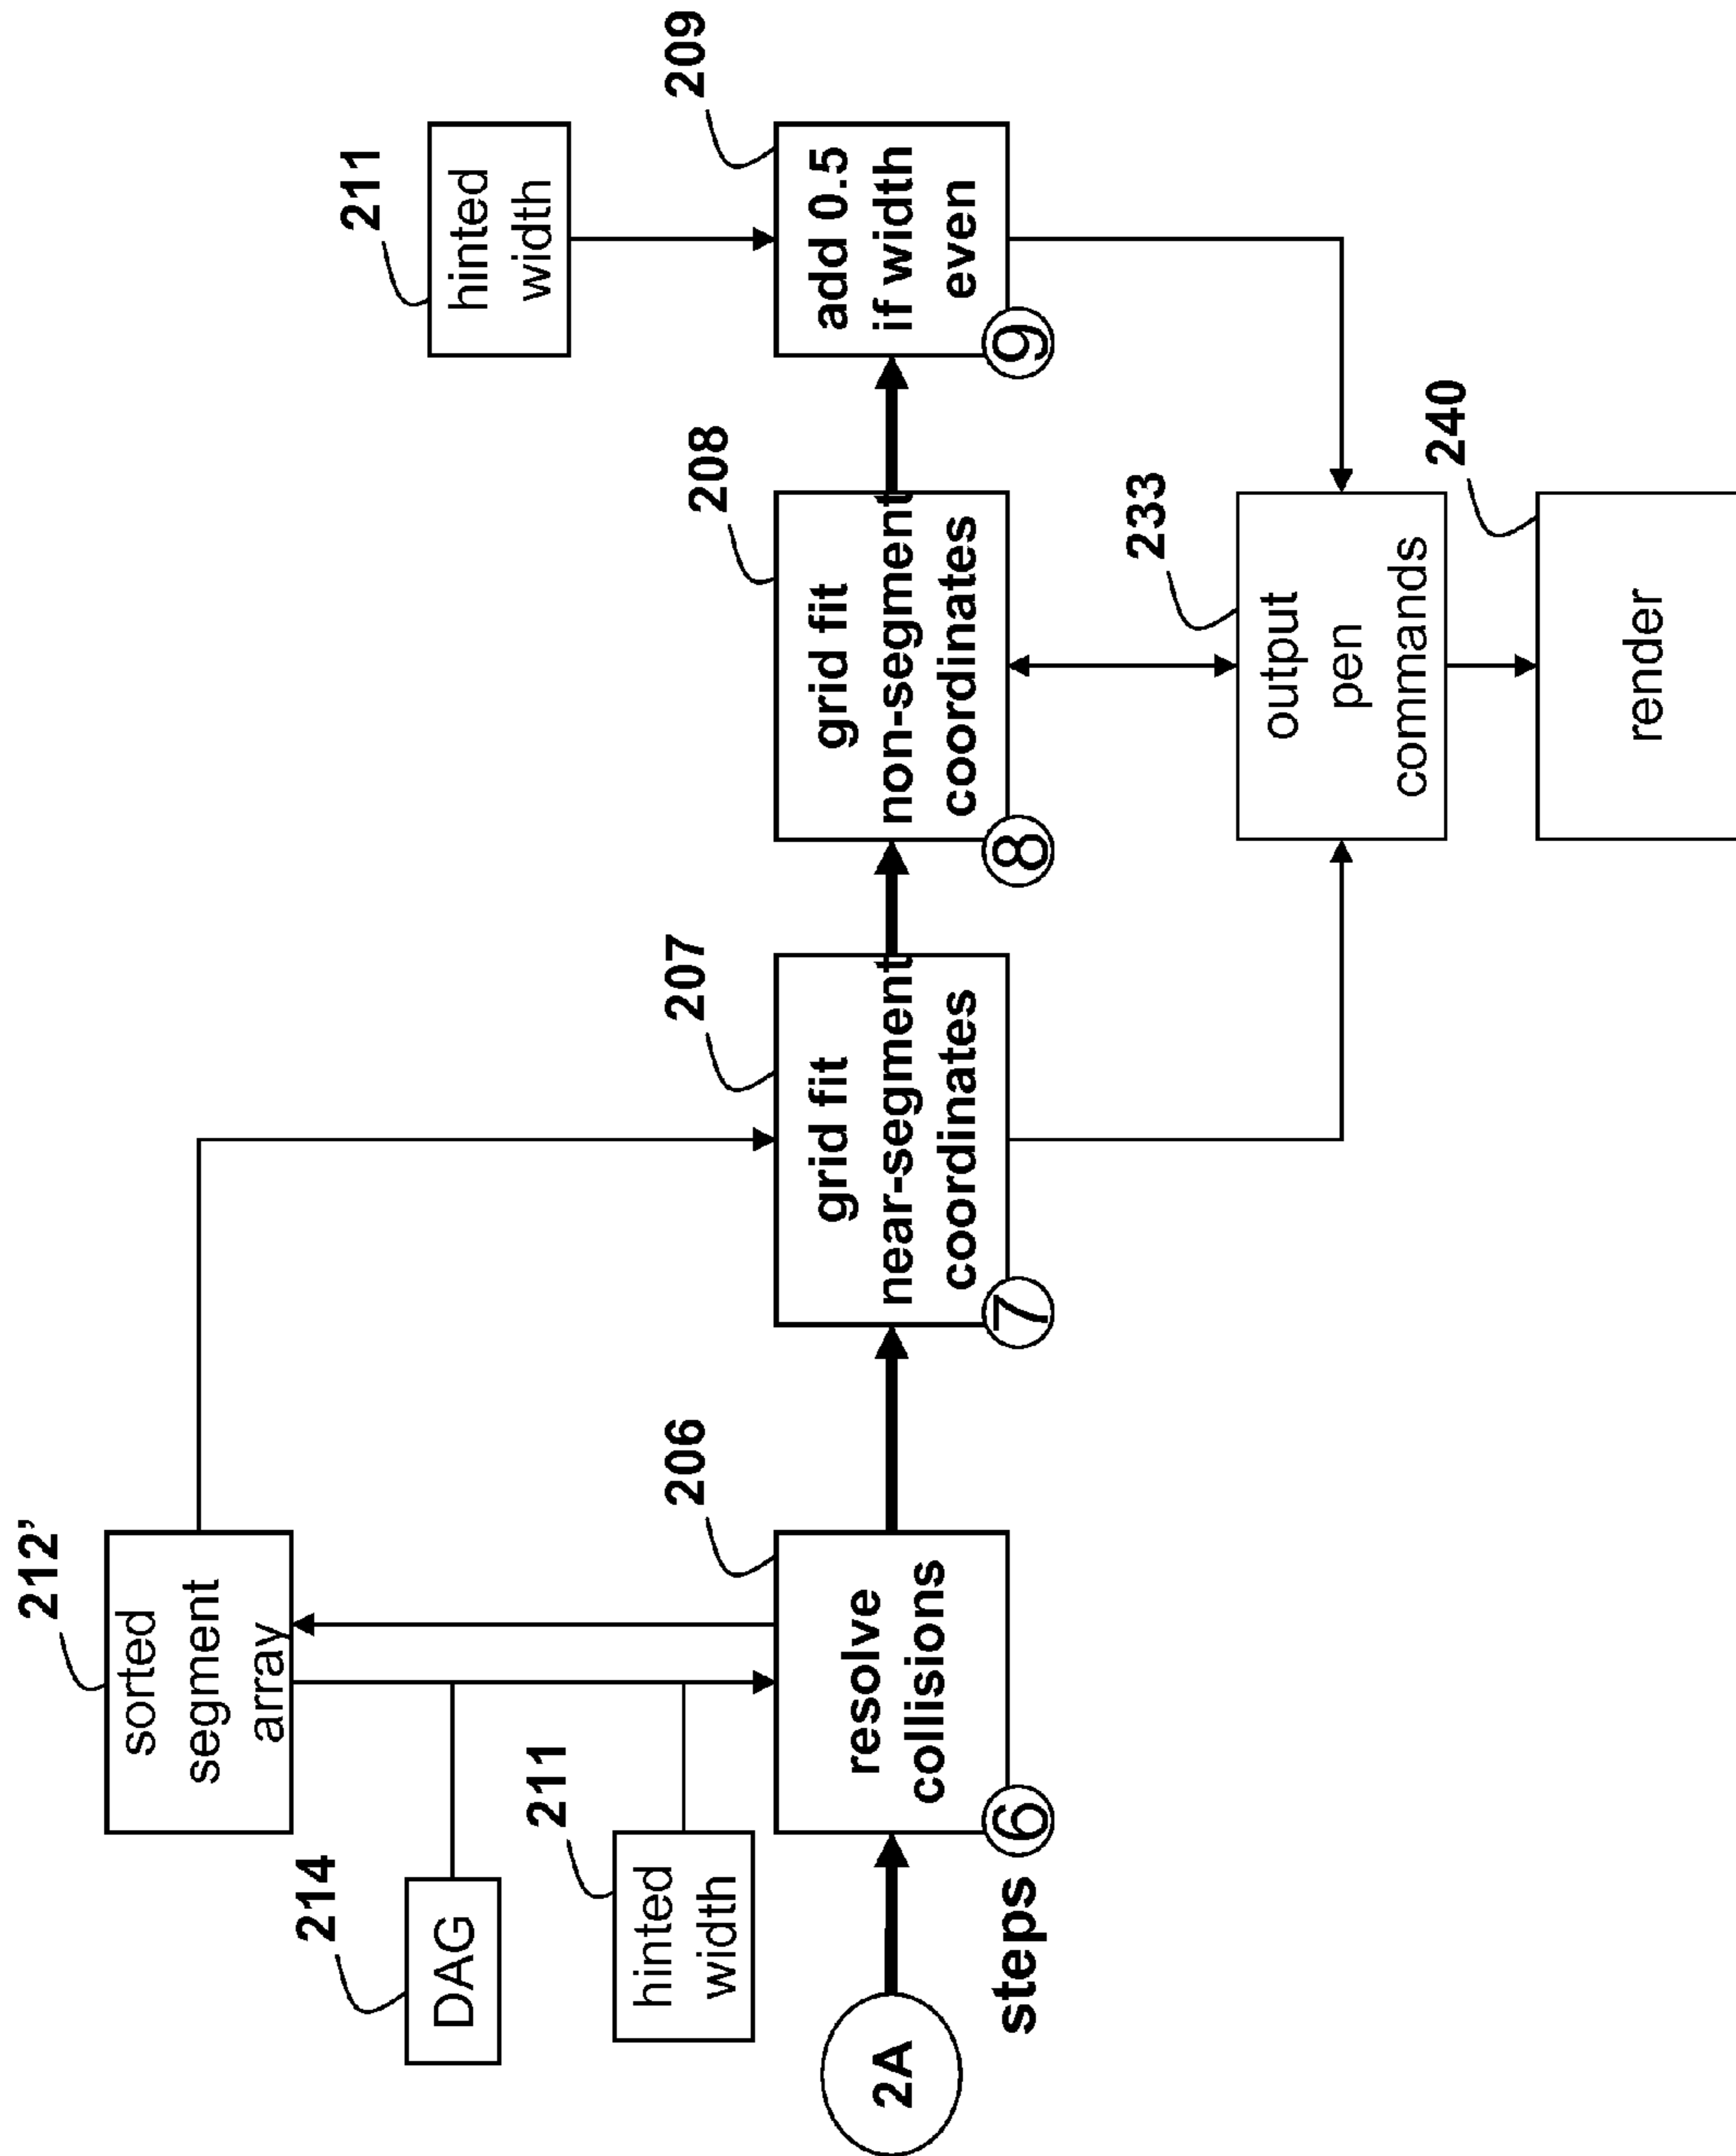 212'
sorted
segment
array
214
DAG
211
hinted
width
211
hinted
width
2A
206
resolve
collisions
207
grid fit
near-segment
coordinates
208
grid fit
non-segment
coordinates
209
add 0.5
if width
even
steps
6
7
8
9
233
output
pen
commands
240
render